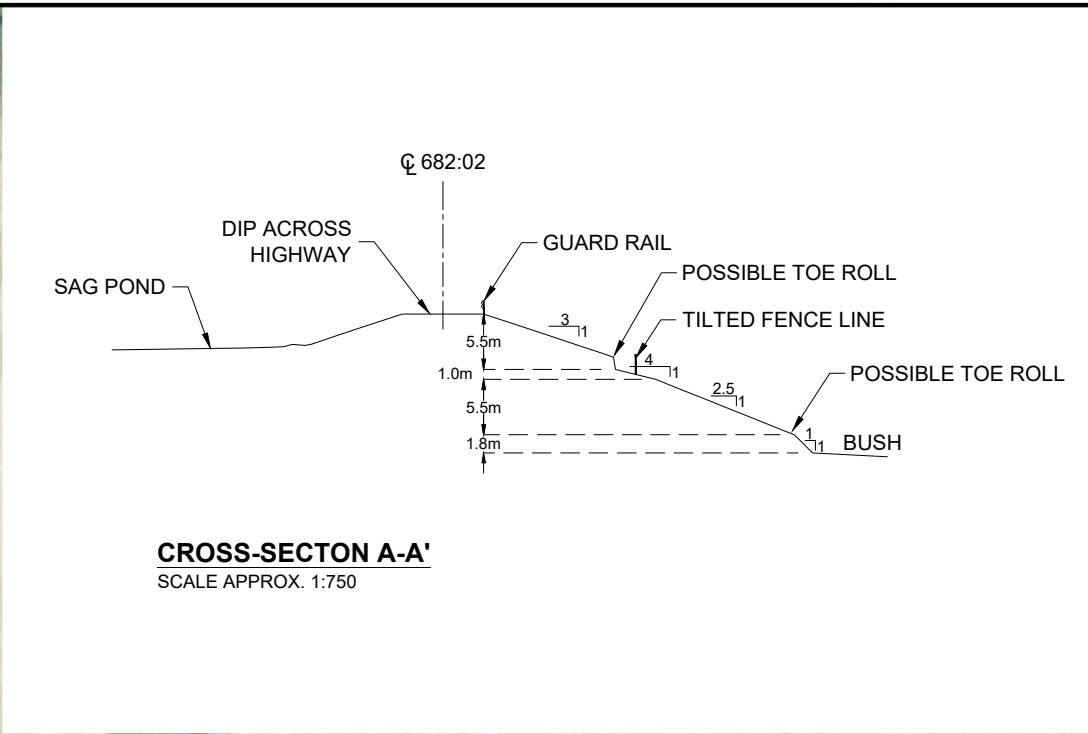 ℄ 682:02
DIP ACROSS
HIGHWAY
GUARD RAIL
SAG POND
POSSIBLE TOE ROLL
TILTED FENCE LINE
3
1
5.5m
4
1
1.0m
POSSIBLE TOE ROLL
2.5
1
5.5m
1
1
1.8m
BUSH
CROSS-SECTON A-A'
SCALE APPROX. 1:750